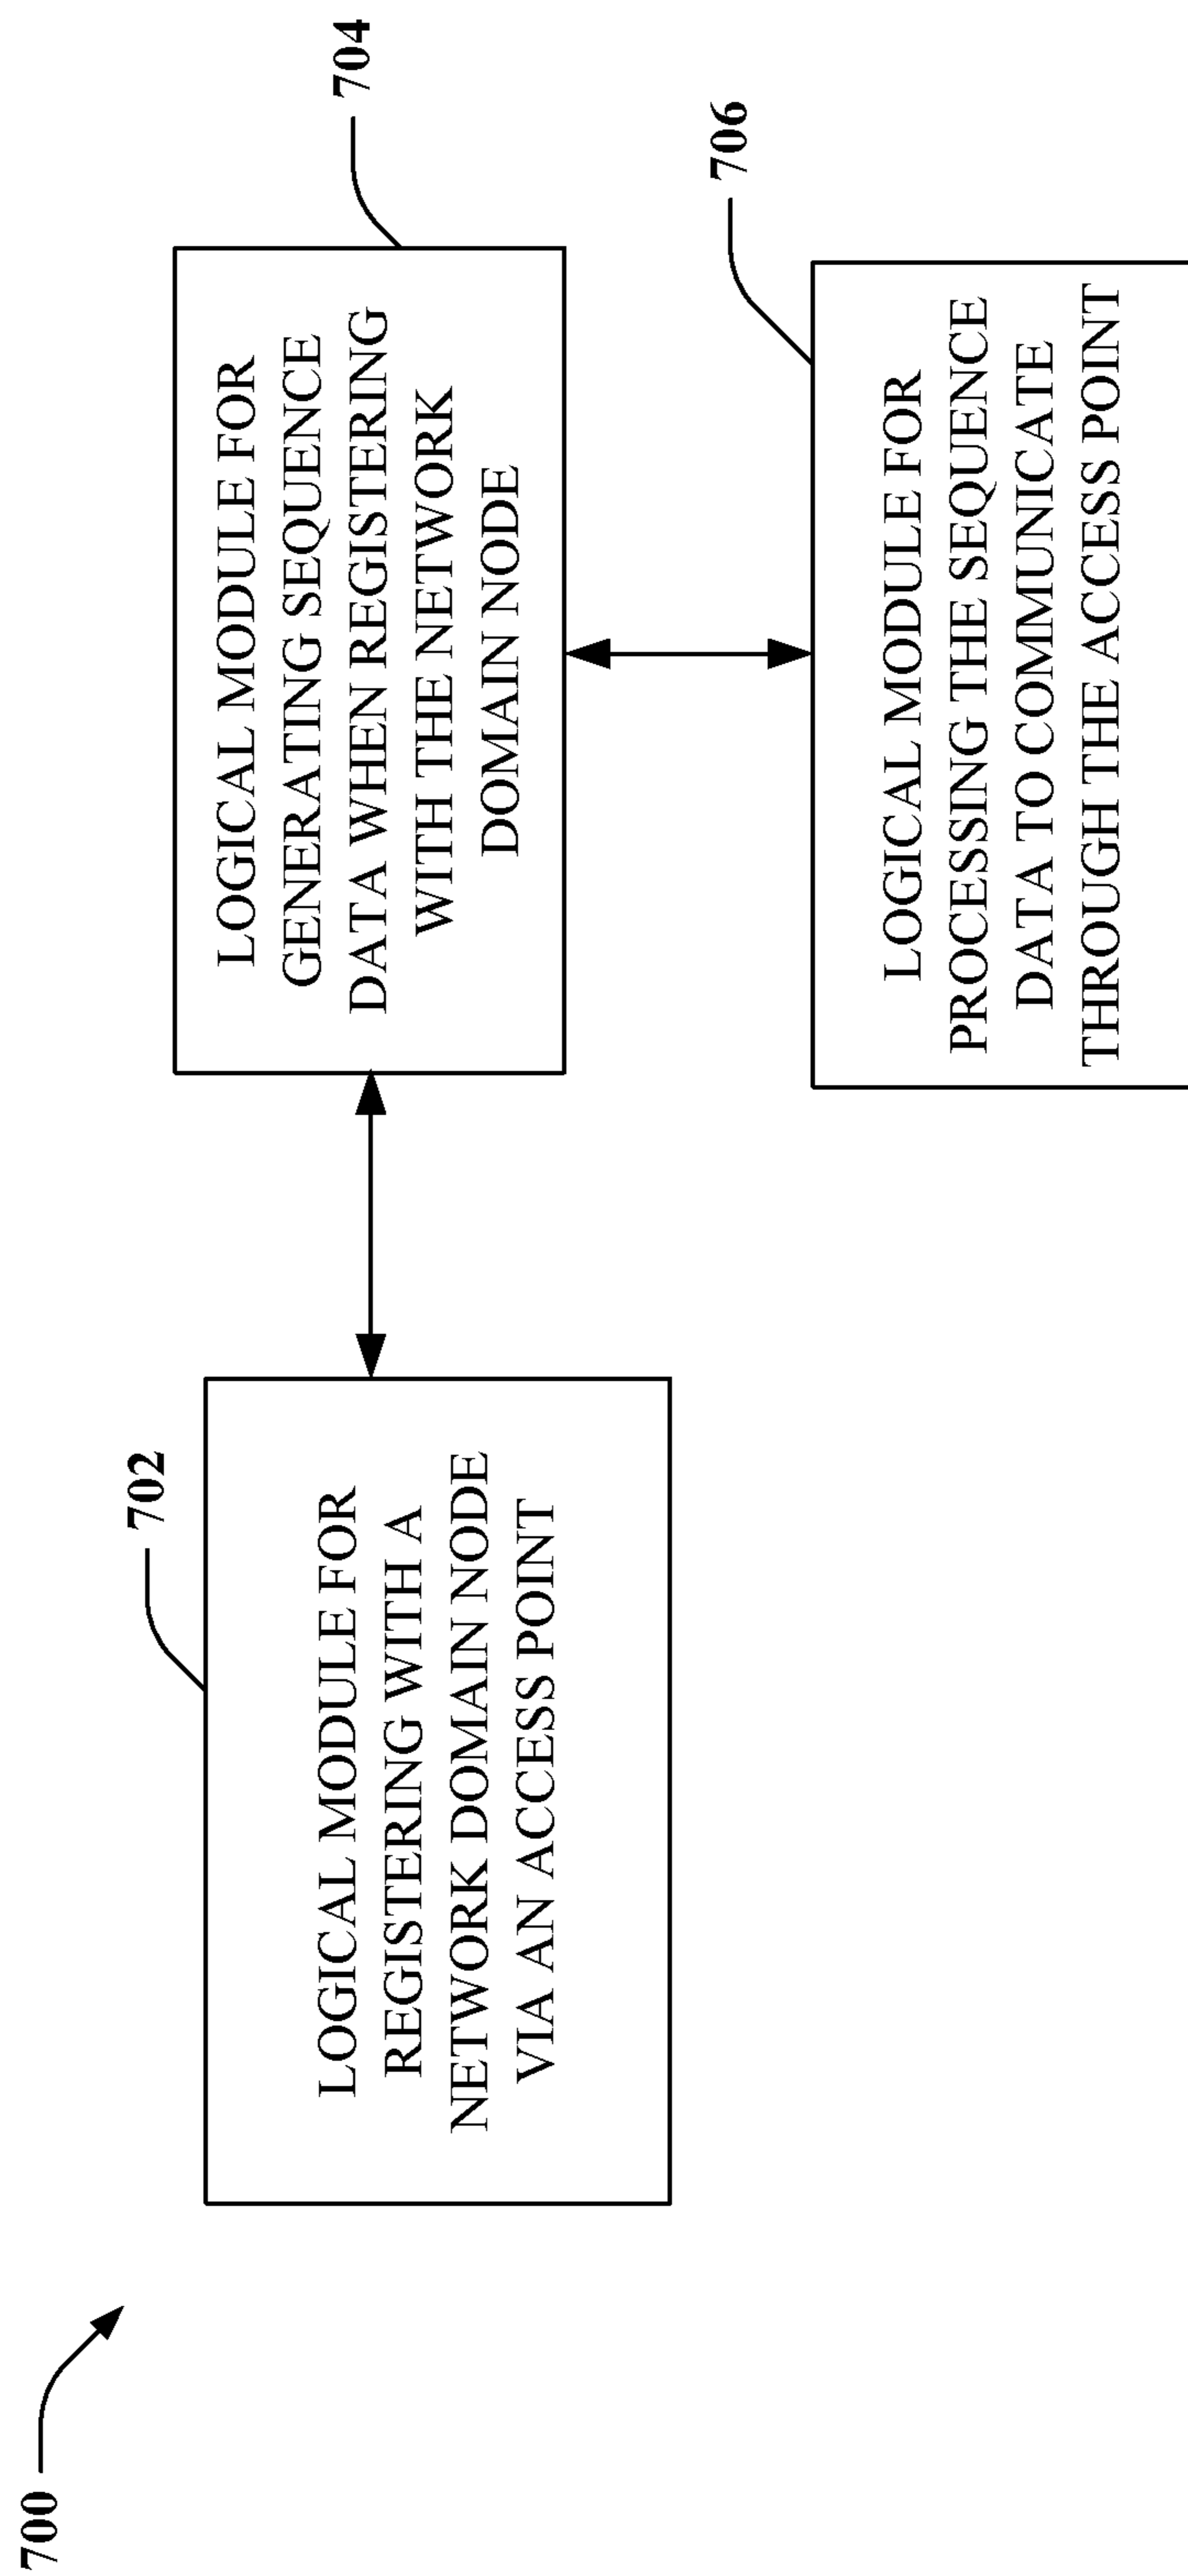 700
702
LOGICAL MODULE FOR
REGISTERING WITH A
NETWORK DOMAIN NODE
VIA AN ACCESS POINT
704
LOGICAL MODULE FOR
GENERATING SEQUENCE
DATA WHEN REGISTERING
WITH THE NETWORK
DOMAIN NODE
706
LOGICAL MODULE FOR
PROCESSING THE SEQUENCE
DATA TO COMMUNICATE
THROUGH THE ACCESS POINT